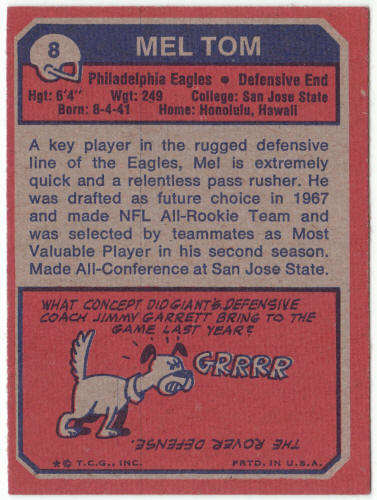 8
MEL TOM
Philadelphia Eagles • Defensive End
Hgt: 6'4" Wgt: 249 College: San Jose State
Born: 8-4-41 Home: Honolulu, Hawaii
A key player in the rugged defensive
line of the Eagles, Mel is extremely
quick and a relentless pass rusher. He
was drafted as future choice in 1967
and made NFL All-Rookie Team and
was selected by teammates as Most
Valuable Player in his second season.
Made All-Conference at San Jose State.
WHAT CONCEPT DID GIANTS' DEFENSIVE
COACH JIMMY GARRETT BRING TO THE
GAME LAST YEAR?
GRRRR
THE ROVER DEFENSE.
*© T.C.G., INC. PRTD. IN U.S.A.